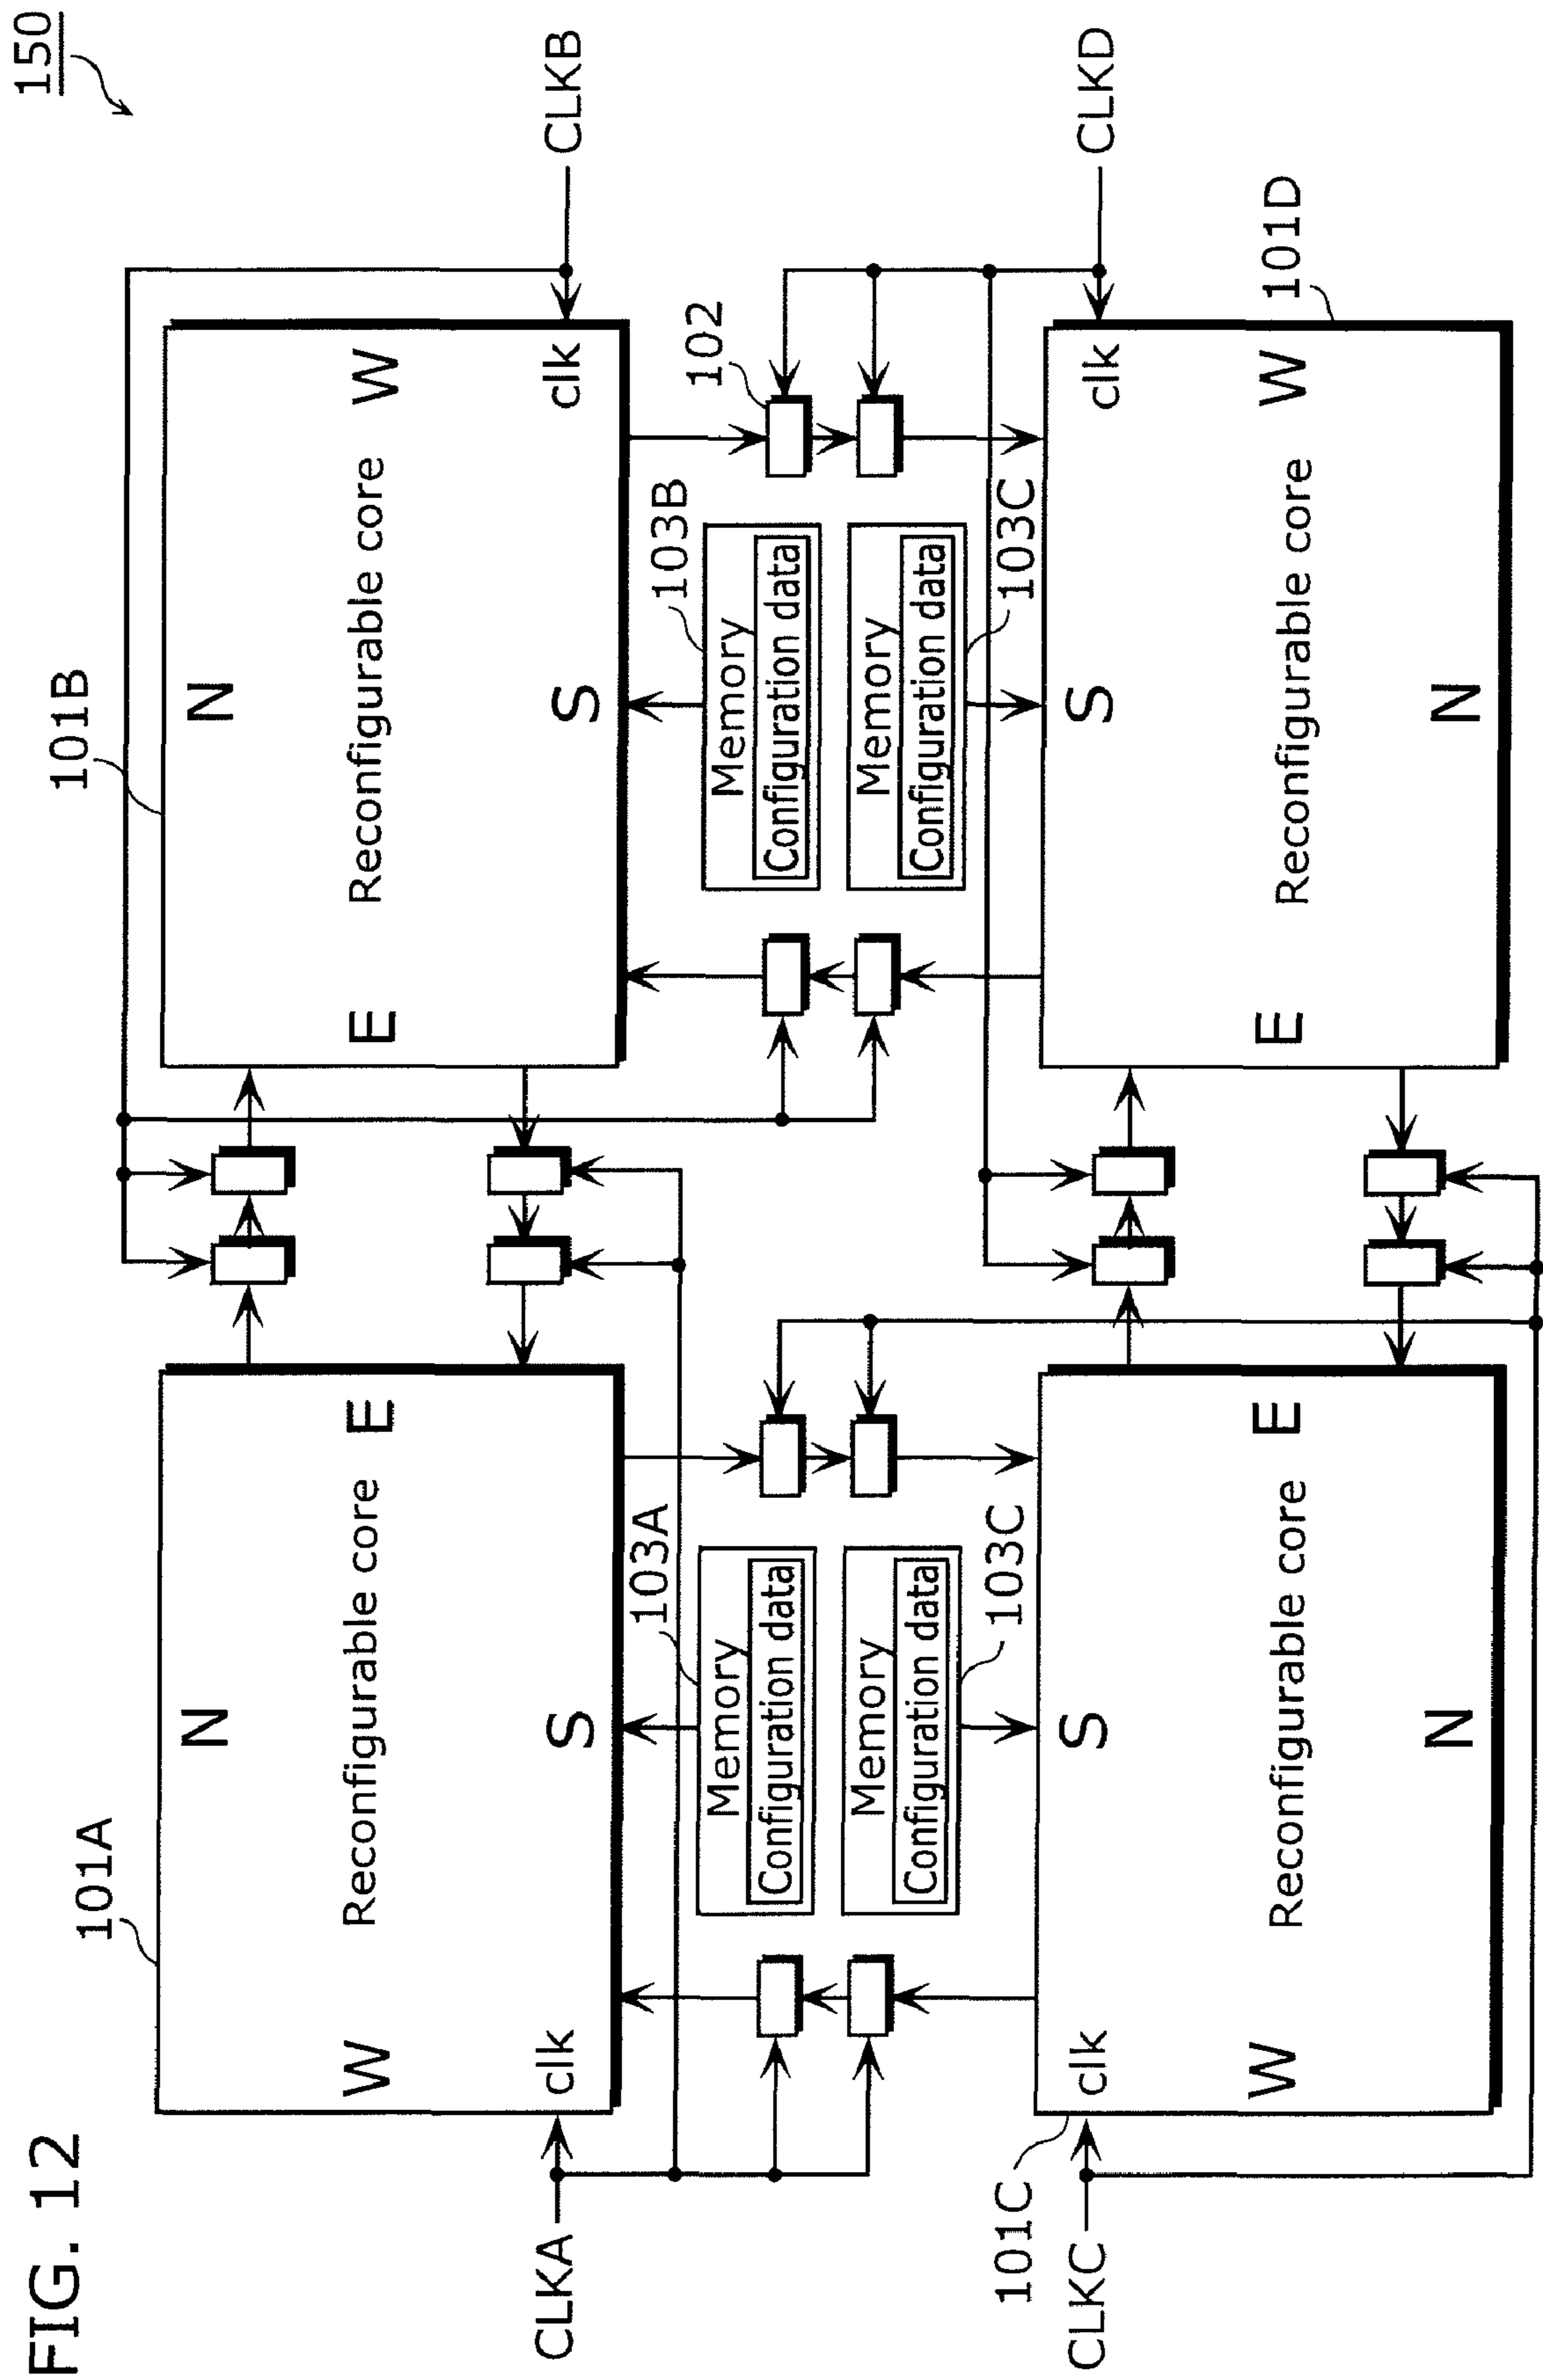 FIG. 12
150
101A
101B
N
N
Reconfigurable core
Reconfigurable core
W
E
E
W
clk
S
S
clk
CLKA
CLKB
103A
103B
102
Memory
Configuration data
Memory
Configuration data
Memory
Configuration data
Memory
Configuration data
103C
103C
101C
101D
clk
S
S
clk
CLKC
CLKD
W
E
E
W
Reconfigurable core
Reconfigurable core
N
N